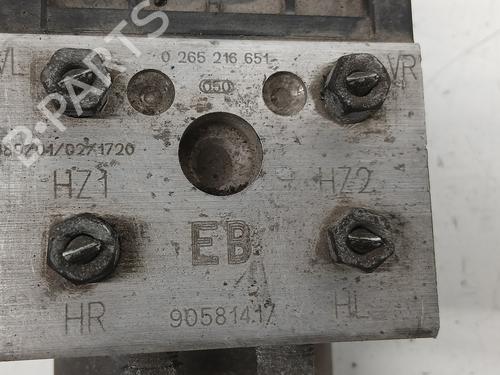 0 265 216 651
VL
VR
050
B-PARTS
HZ1
HZ2
EB
HR
90581417
HL